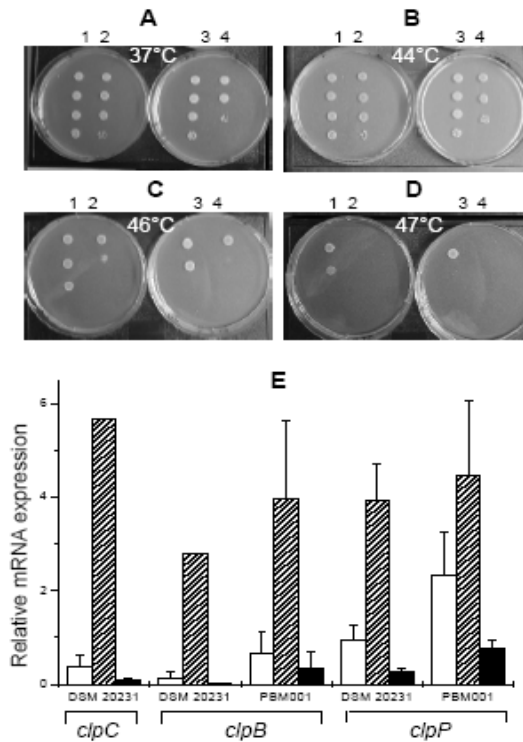 A B
1 2 3 4 1 2 3 4
37°C 44°C
C D
1 2 3 4 1 2 3 4
46°C 47°C
E
Relative mRNA expression
6
4
2
0
DSM 20231 DSM 20231 PBM001 DSM 20231 PBM001
clpC clpB clpP